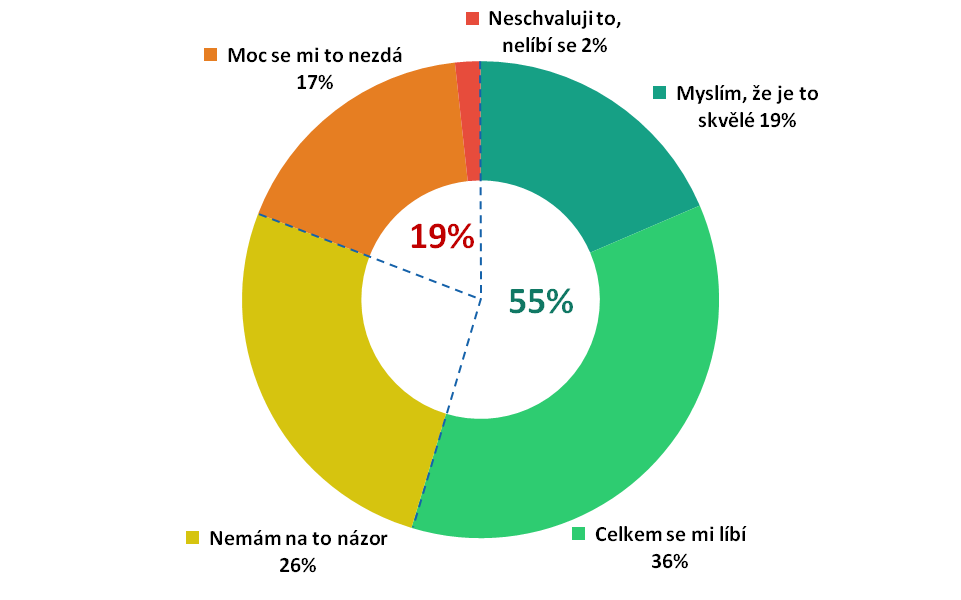 Neschvaluji to,
nelíbí se 2%
Moc se mi to nezdá
17%
Myslím, že je to
skvělé 19%
19%
55%
Nemám na to názor
26%
Celkem se mi líbí
36%